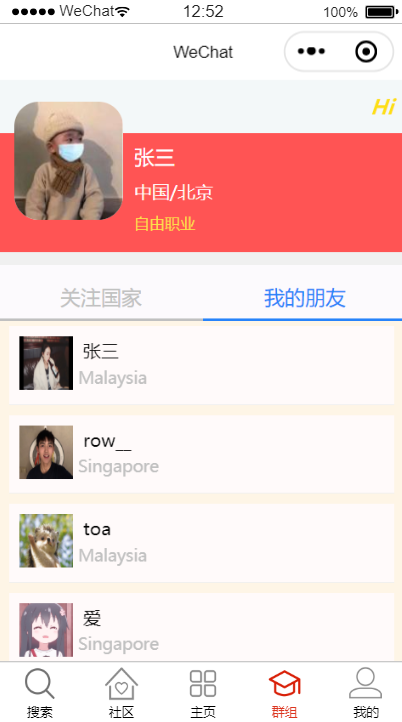 WeChat 12:52 100%
WeChat
Hi
张三
中国/北京
自由职业
关注国家 我的朋友
张三
Malaysia
row__
Singapore
toa
Malaysia
爱
Singapore
搜索 社区 主页 群组 我的